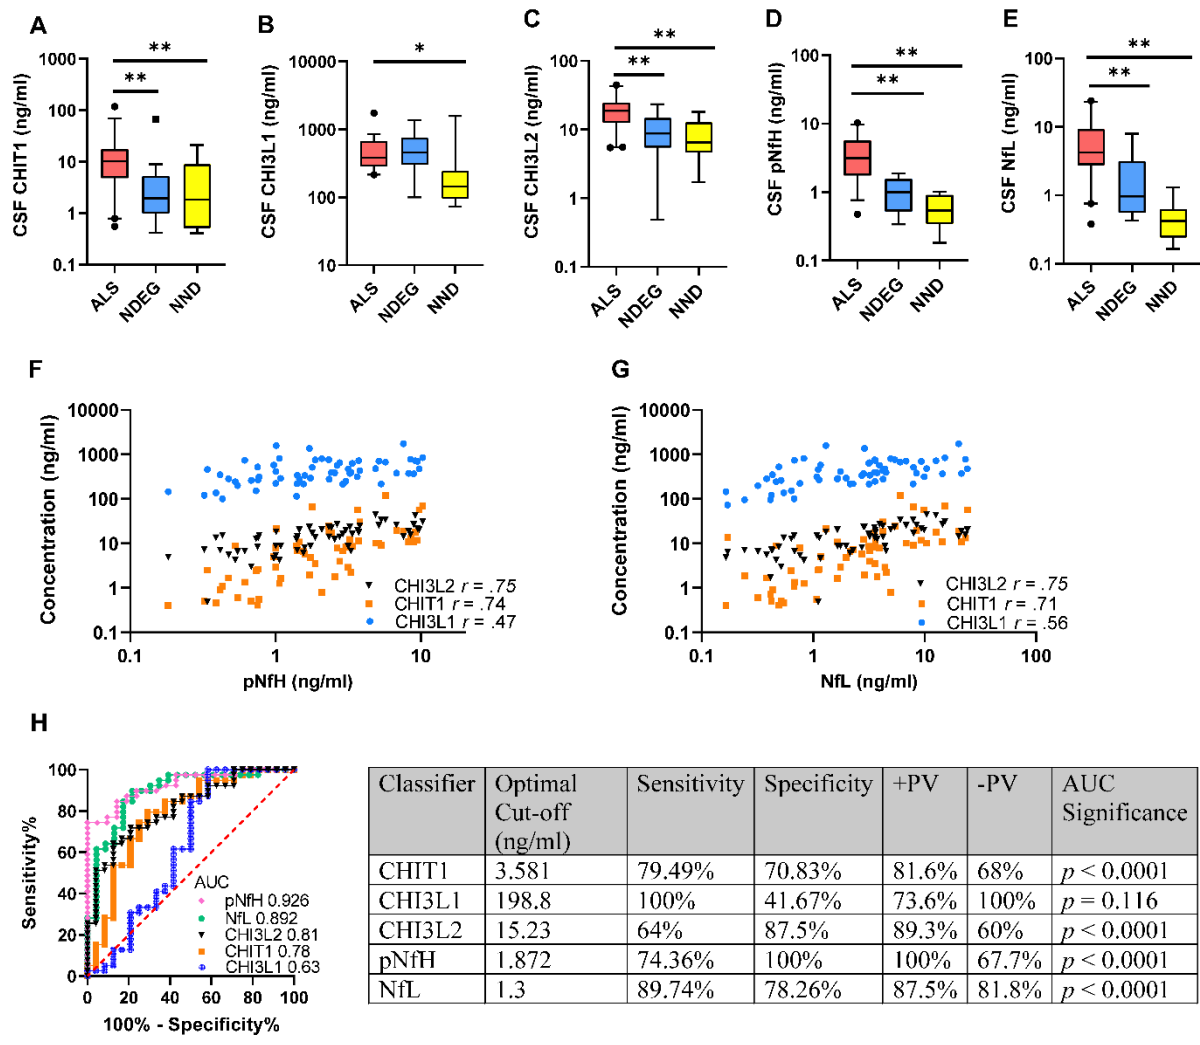 A
B
C
D
E
CSF CHIT1 (ng/ml)
1000
100
10
1
0.1
**
**
ALS
NDEG
NND
CSF CHI3L1 (ng/ml)
10000
1000
100
10
*
ALS
NDEG
NND
CSF CHI3L2 (ng/ml)
100
10
1
0.1
**
**
ALS
NDEG
NND
CSF pNfH (ng/ml)
100
10
1
0.1
**
**
ALS
NDEG
NND
CSF NfL (ng/ml)
100
10
1
0.1
**
**
ALS
NDEG
NND
F
Concentration (ng/ml)
10000
1000
100
10
1
0.1
CHI3L2 r = .75
CHIT1 r = .74
CHI3L1 r = .47
0.1
1
10
pNfH (ng/ml)
G
Concentration (ng/ml)
10000
1000
100
10
1
0.1
CHI3L2 r = .75
CHIT1 r = .71
CHI3L1 r = .56
0.1
1
10
100
NfL (ng/ml)
H
Sensitivity%
100
80
60
40
20
0
AUC
pNfH 0.926
NfL 0.892
CHI3L2 0.81
CHIT1 0.78
CHI3L1 0.63
0 20 40 60 80 100
100% - Specificity%
Classifier Optimal Cut-off (ng/ml) Sensitivity Specificity +PV -PV AUC Significance
CHIT1 3.581 79.49% 70.83% 81.6% 68% p < 0.0001
CHI3L1 198.8 100% 41.67% 73.6% 100% p = 0.116
CHI3L2 15.23 64% 87.5% 89.3% 60% p < 0.0001
pNfH 1.872 74.36% 100% 100% 67.7% p < 0.0001
NfL 1.3 89.74% 78.26% 87.5% 81.8% p < 0.0001